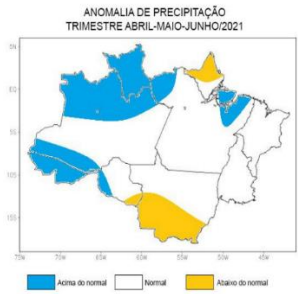 ANOMALIA DE PRECIPITAÇÃO
TRIMESTRE ABRIL-MAIO-JUNHO/2021
5N
5S
10S
15S
70W 65W 60W 55W 50W 45W
Acima do normal Normal Abaixo do normal